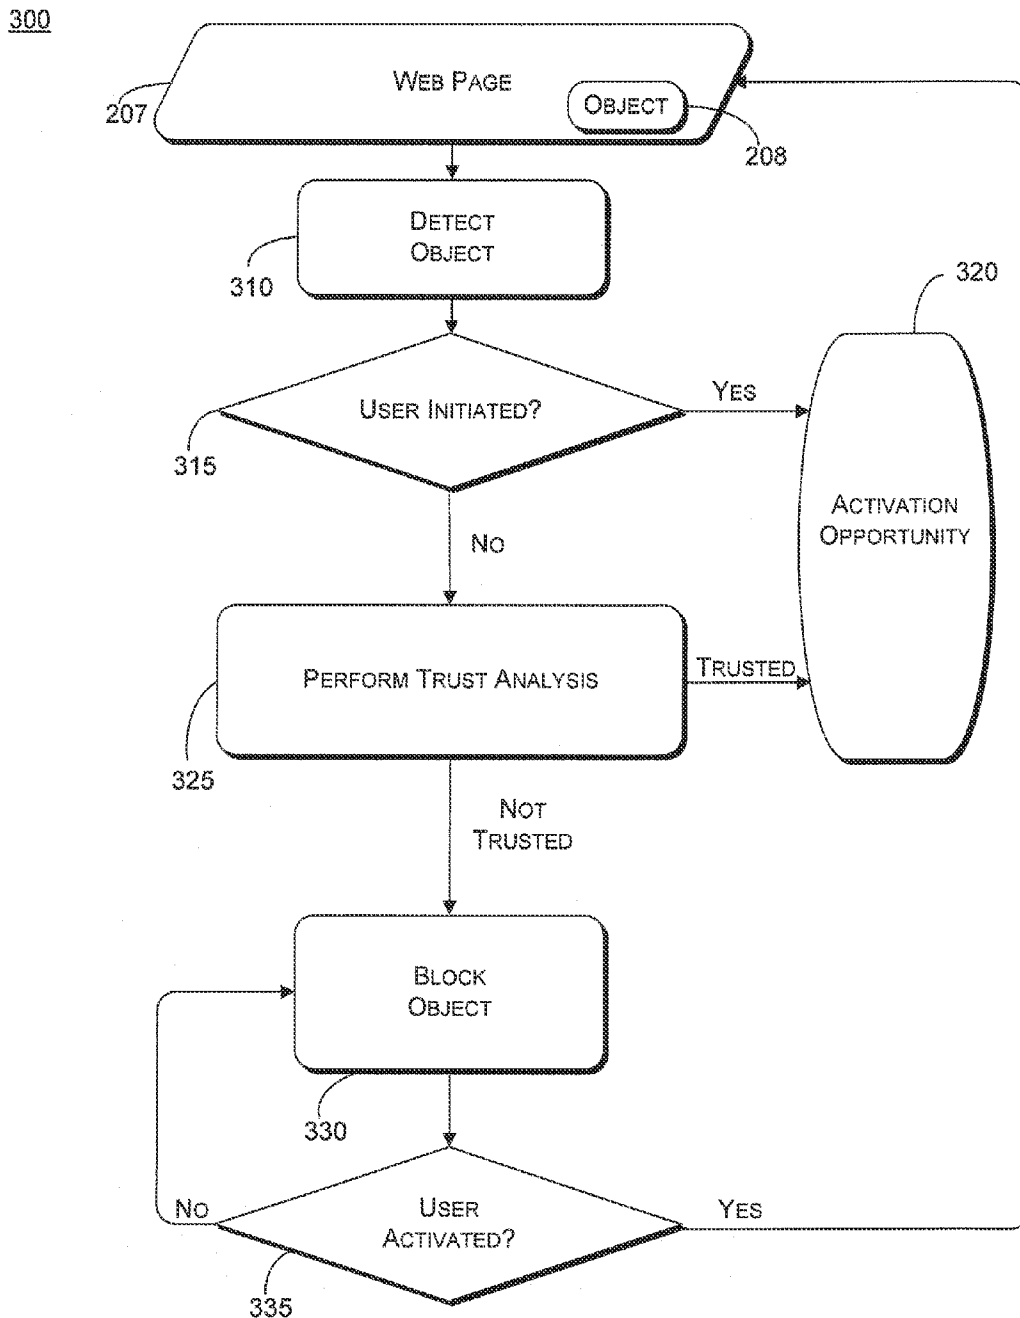 300
WEB PAGE
OBJECT
207
208
DETECT
OBJECT
310
320
USER INITIATED?
YES
315
ACTIVATION
OPPORTUNITY
NO
PERFORM TRUST ANALYSIS
TRUSTED
325
NOT
TRUSTED
BLOCK
OBJECT
330
NO
USER
ACTIVATED?
YES
335